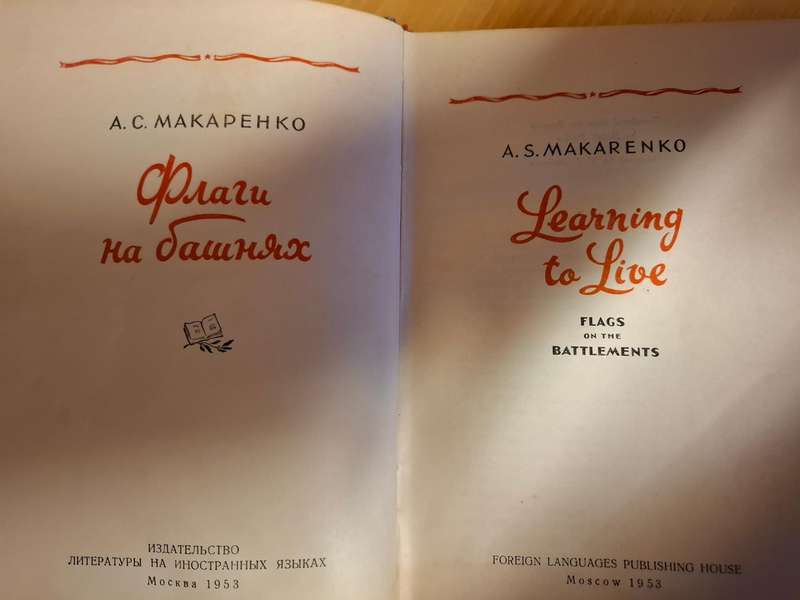 А. С. МАКАРЕНКО
Флаги
на башнях
ИЗДАТЕЛЬСТВО
ЛИТЕРАТУРЫ НА ИНОСТРАННЫХ ЯЗЫКАХ
Москва 1953
A. S. MAKARENKO
Learning
to Live
FLAGS
ON THE
BATTLEMENTS
FOREIGN LANGUAGES PUBLISHING HOUSE
Moscow 1953